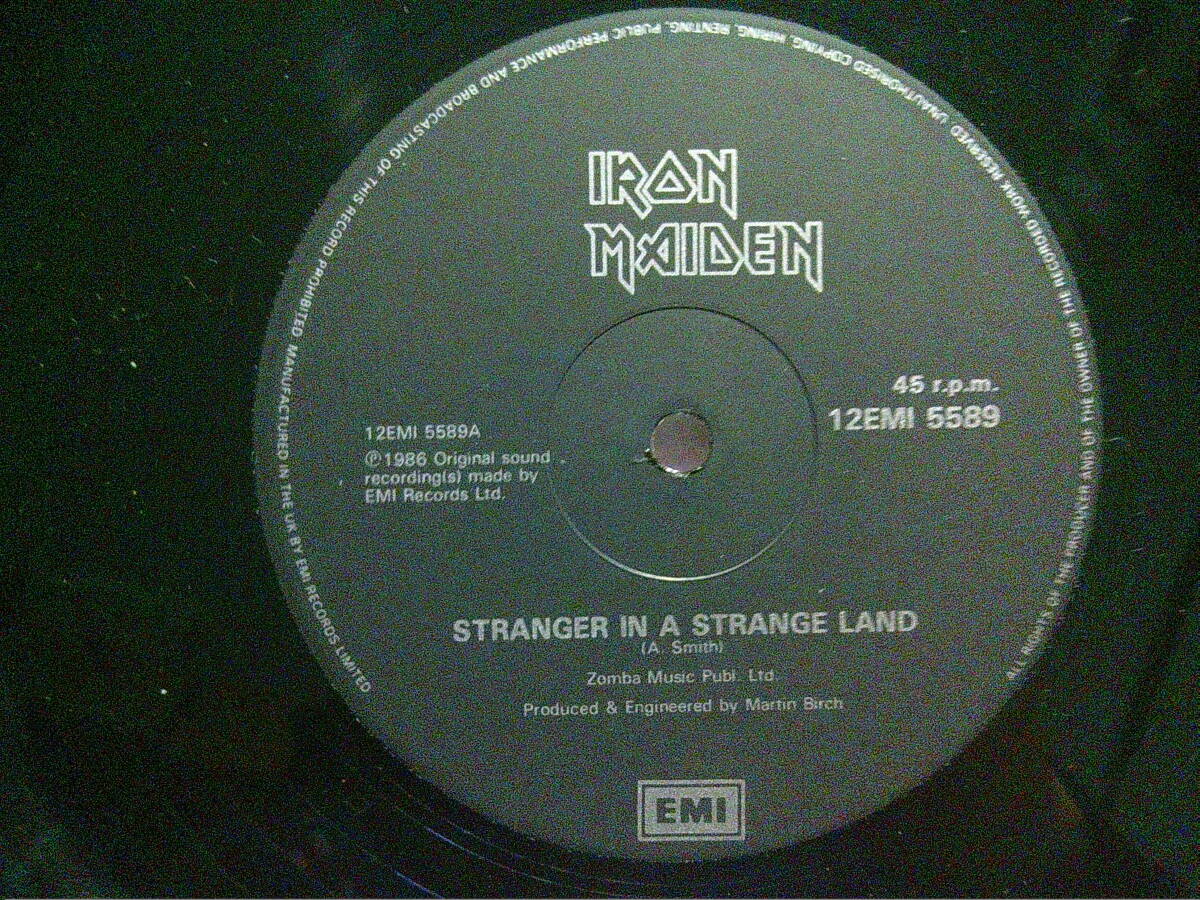 IRON
MAIDEN
45 r.p.m.
12EMI 5589
12EMI 5589A
℗1986 Original sound
recording(s) made by
EMI Records Ltd.
STRANGER IN A STRANGE LAND
(A. Smith)
Zomba Music Publ. Ltd.
Produced & Engineered by Martin Birch
EMI
ALL RIGHTS OF THE PRODUCER AND OF THE OWNER OF THE RECORDED WORK RESERVED. UNAUTHORISED COPYING, HIRING, RENTING, PUBLIC PERFORMANCE AND BROADCASTING OF THIS RECORD PROHIBITED MANUFACTURED IN THE UK BY EMI RECORDS LIMITED